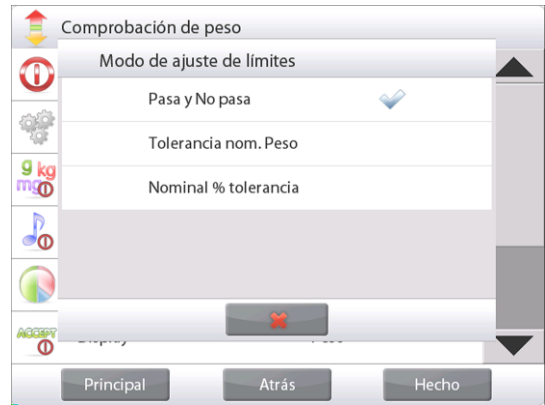 Comprobación de peso
Modo de ajuste de límites
Pasa y No pasa
Tolerancia nom. Peso
Nominal % tolerancia
g kg
mg
ACCEPT
Principal Atrás Hecho